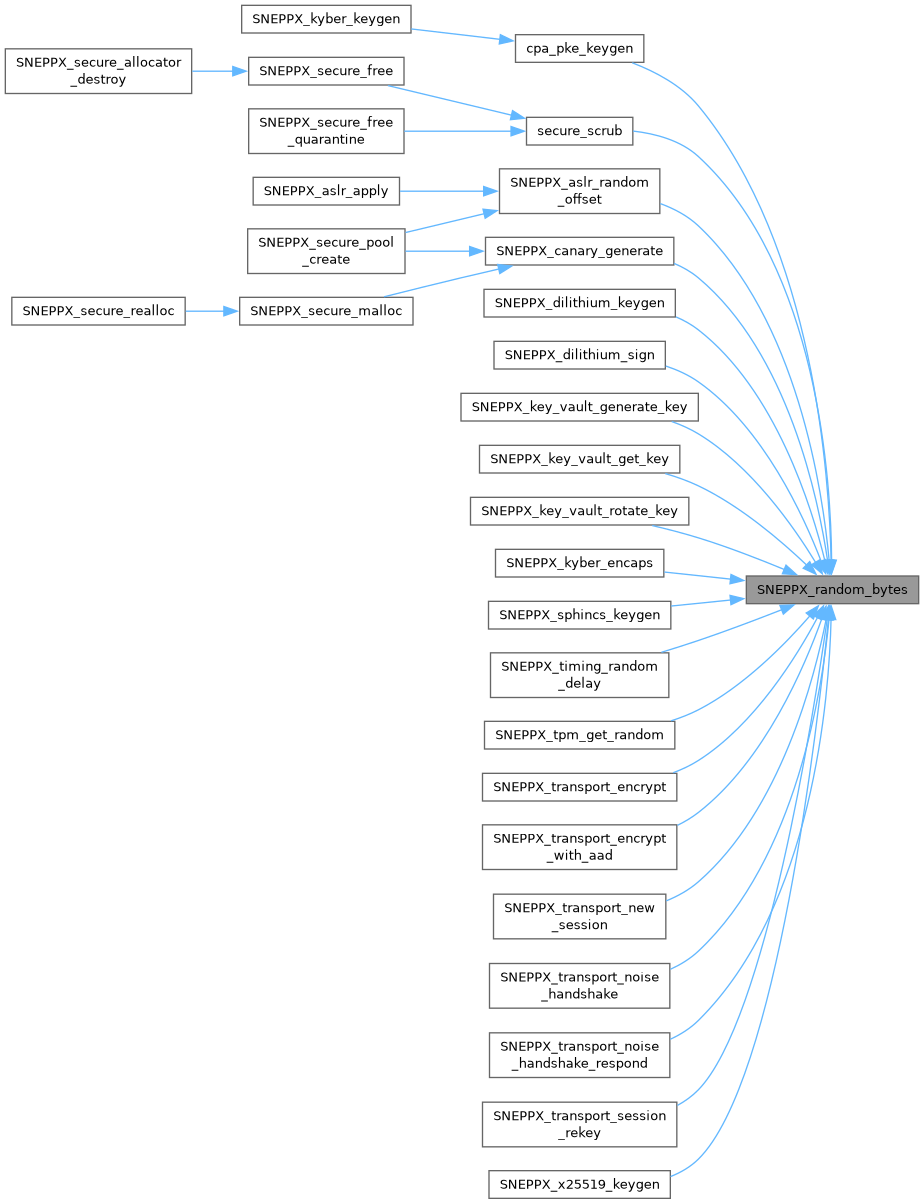 SNEPPX_kyber_keygen
cpa_pke_keygen
SNEPPX_secure_allocator
_destroy
SNEPPX_secure_free
SNEPPX_secure_free
_quarantine
secure_scrub
SNEPPX_aslr_apply
SNEPPX_aslr_random
_offset
SNEPPX_secure_pool
_create
SNEPPX_canary_generate
SNEPPX_secure_realloc
SNEPPX_secure_malloc
SNEPPX_dilithium_keygen
SNEPPX_dilithium_sign
SNEPPX_key_vault_generate_key
SNEPPX_key_vault_get_key
SNEPPX_key_vault_rotate_key
SNEPPX_kyber_encaps
SNEPPX_random_bytes
SNEPPX_sphincs_keygen
SNEPPX_timing_random
_delay
SNEPPX_tpm_get_random
SNEPPX_transport_encrypt
SNEPPX_transport_encrypt
_with_aad
SNEPPX_transport_new
_session
SNEPPX_transport_noise
_handshake
SNEPPX_transport_noise
_handshake_respond
SNEPPX_transport_session
_rekey
SNEPPX_x25519_keygen